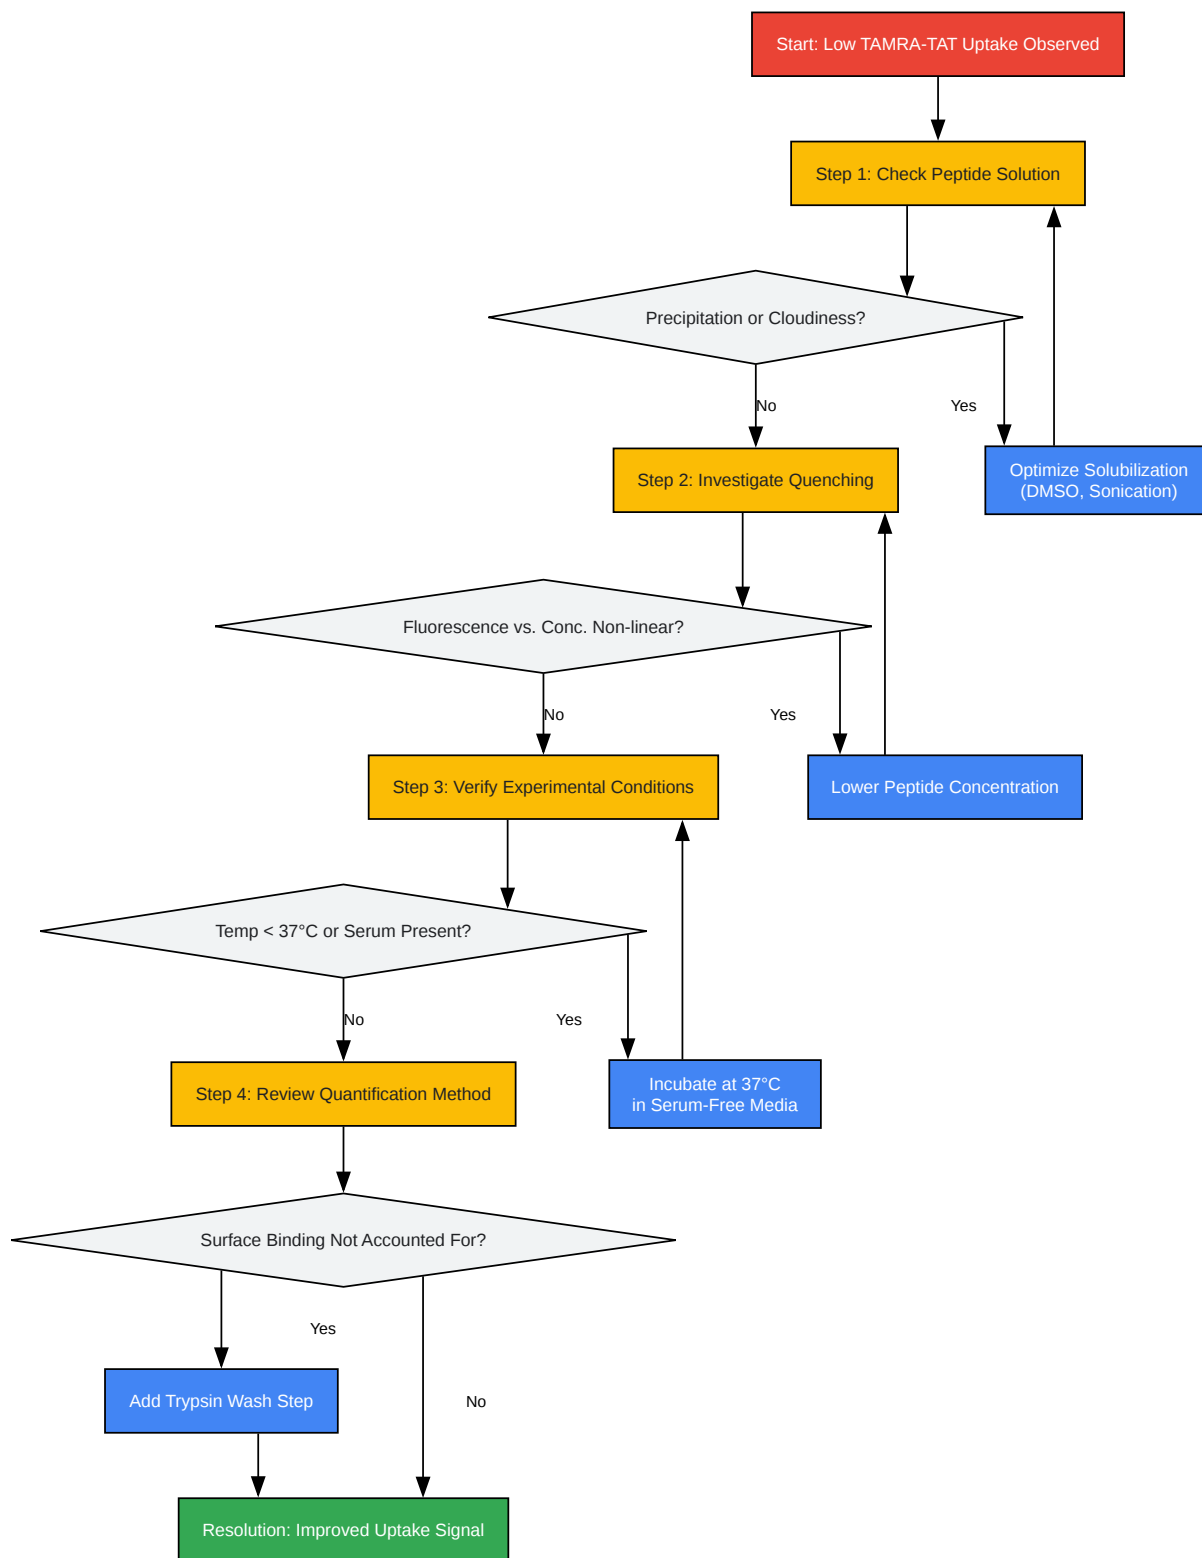 Start: Low TAMRA-TAT Uptake Observed
Step 1: Check Peptide Solution
Precipitation or Cloudiness?
No
Yes
Optimize Solubilization
(DMSO, Sonication)
Step 2: Investigate Quenching
Fluorescence vs. Conc. Non-linear?
No
Yes
Step 3: Verify Experimental Conditions
Lower Peptide Concentration
Temp < 37°C or Serum Present?
No
Yes
Step 4: Review Quantification Method
Incubate at 37°C
in Serum-Free Media
Surface Binding Not Accounted For?
Yes
Add Trypsin Wash Step
No
Resolution: Improved Uptake Signal